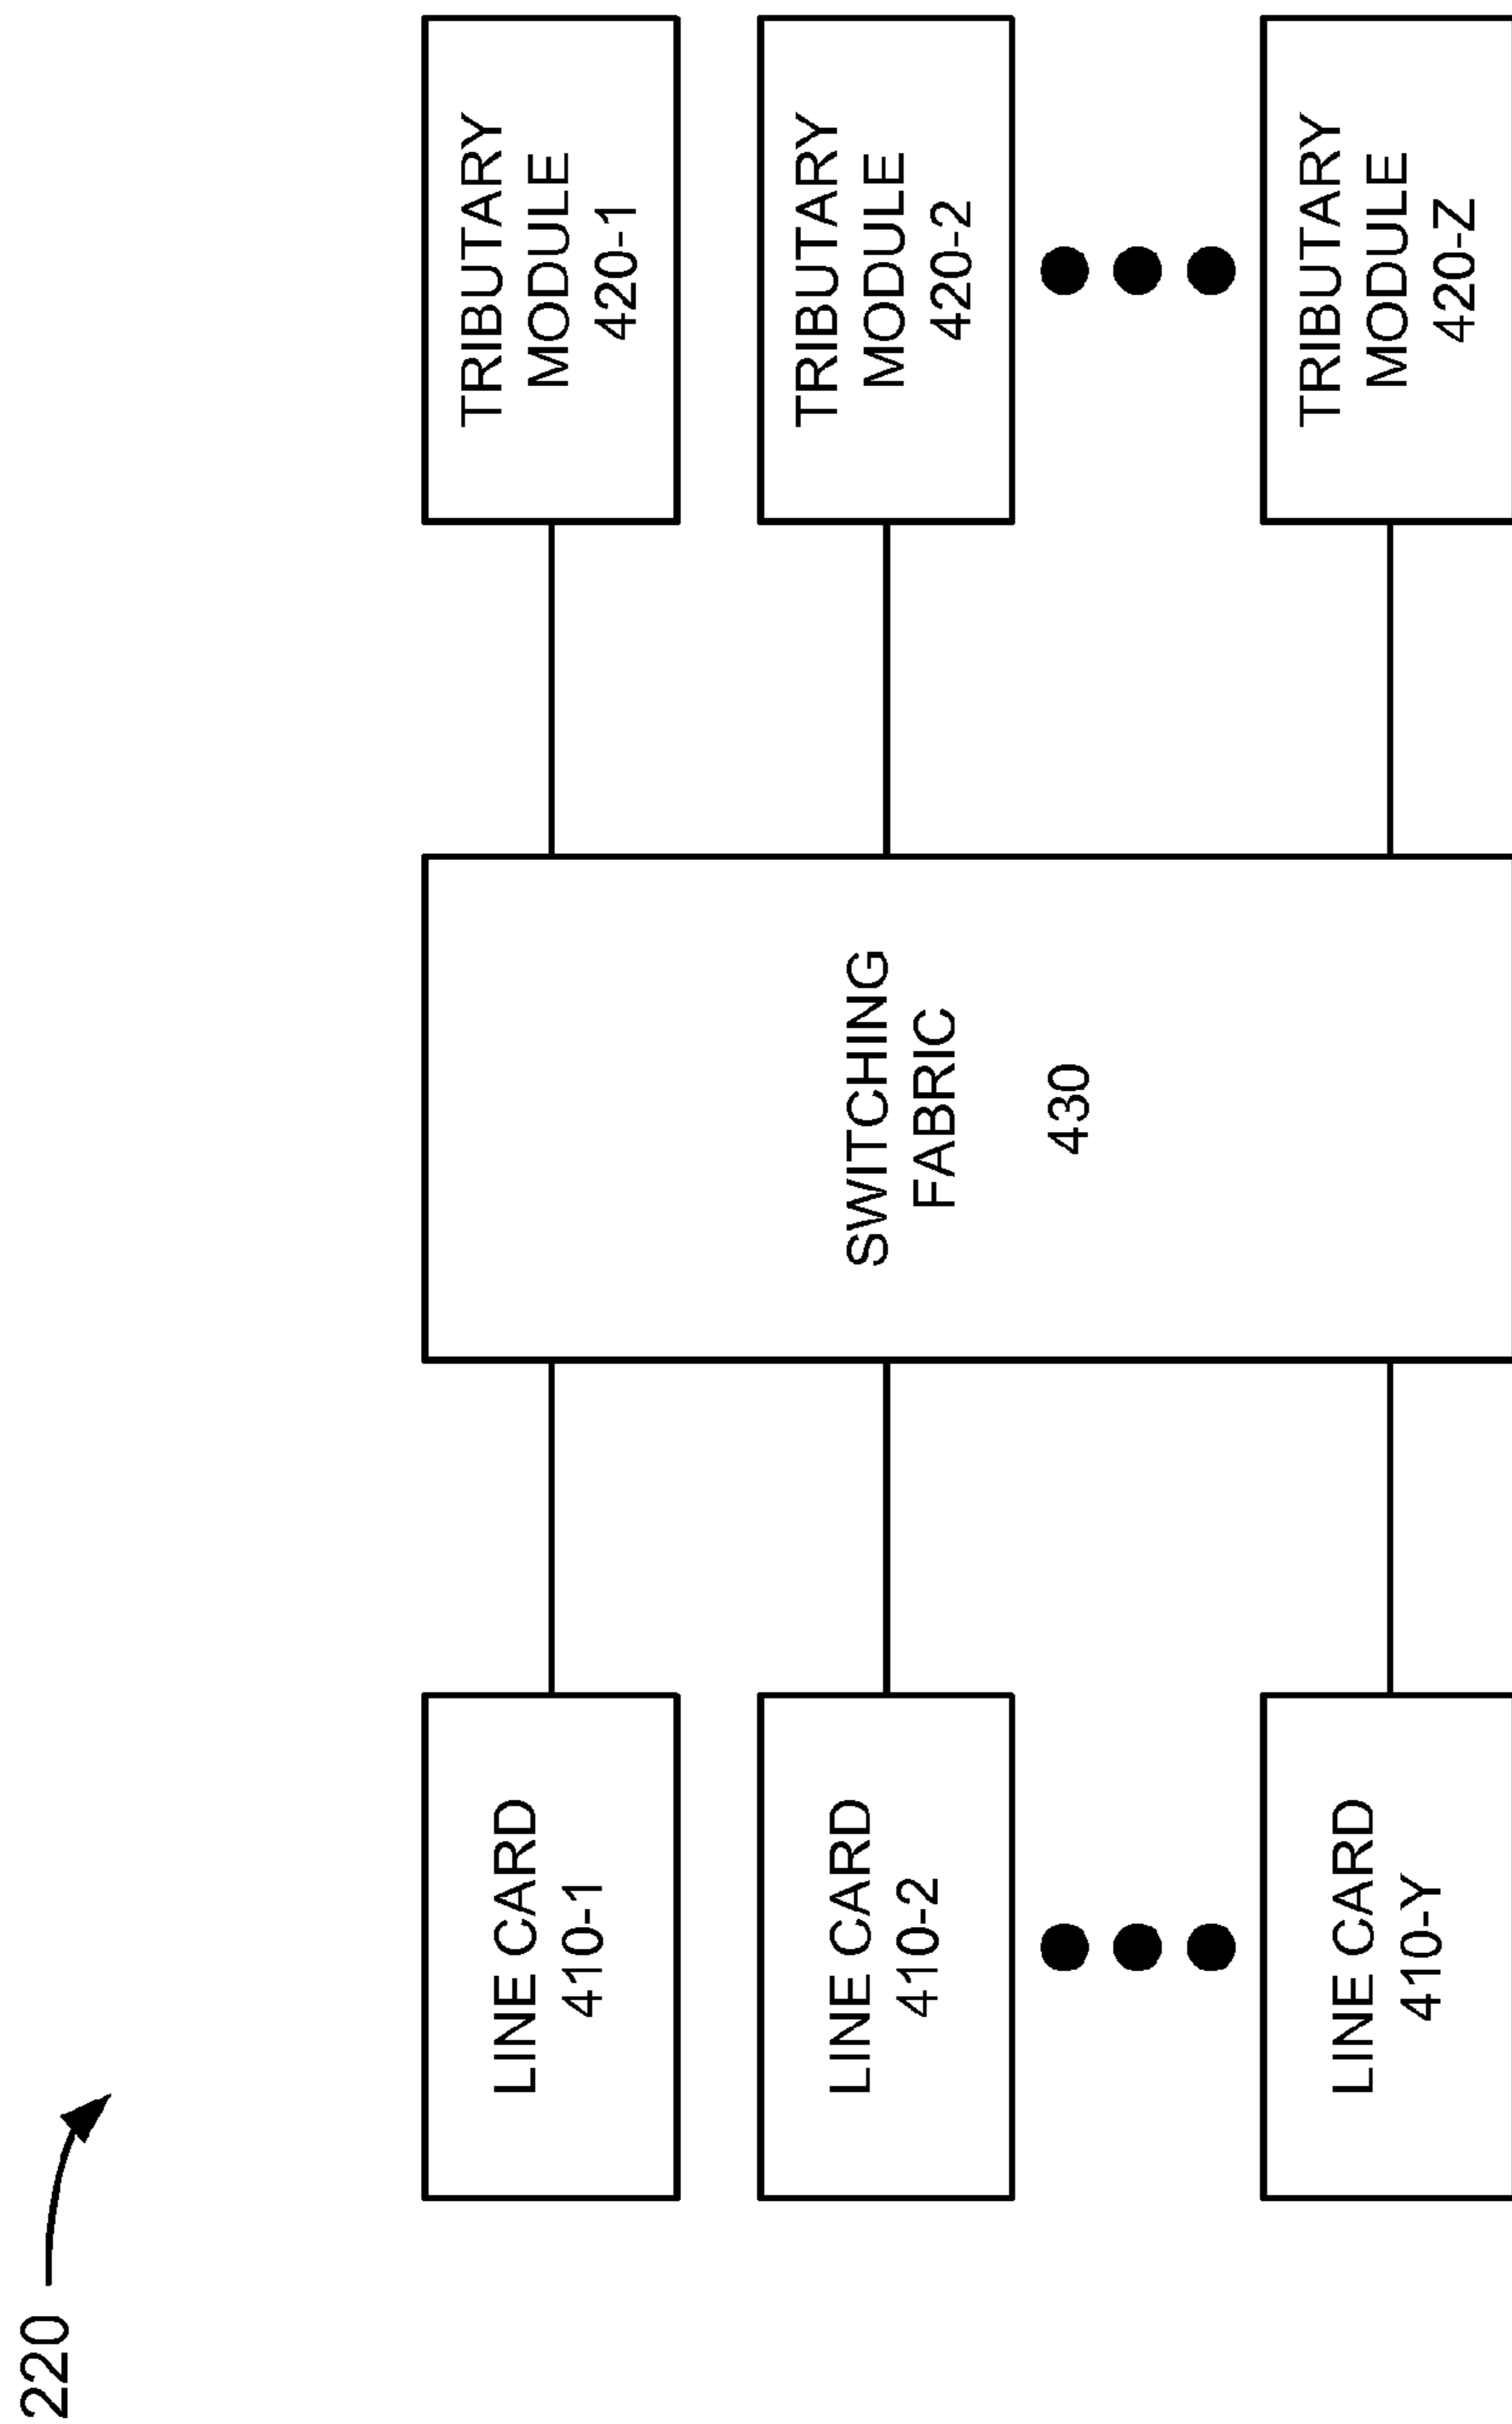 220
LINE CARD
410-1
LINE CARD
410-2
LINE CARD
410-Y
SWITCHING
FABRIC
430
TRIBUTARY
MODULE
420-1
TRIBUTARY
MODULE
420-2
TRIBUTARY
MODULE
420-Z